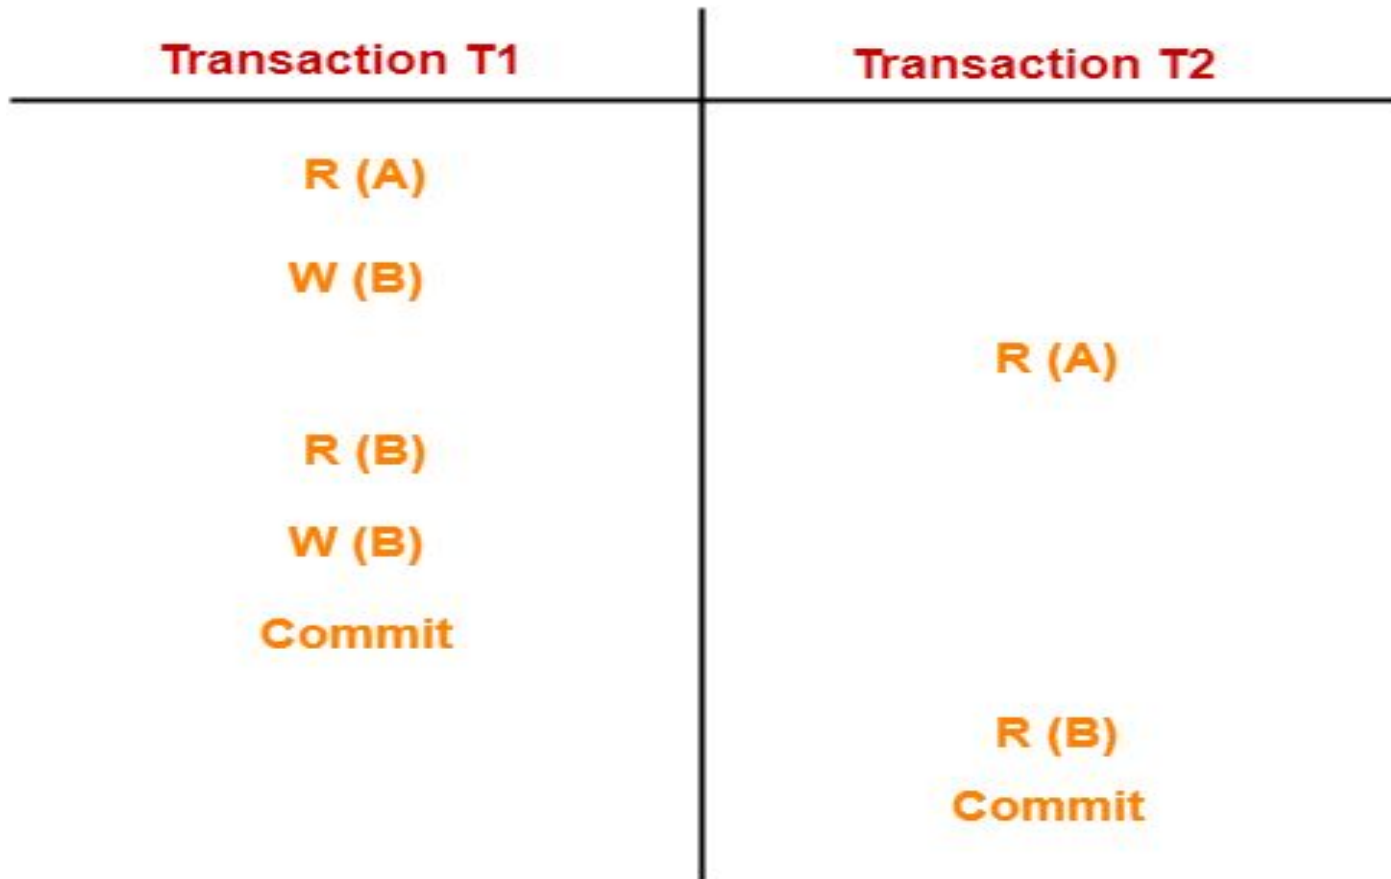 Transaction T1
Transaction T2
R (A)
W (B)
R (A)
R (B)
W (B)
Commit
R (B)
Commit